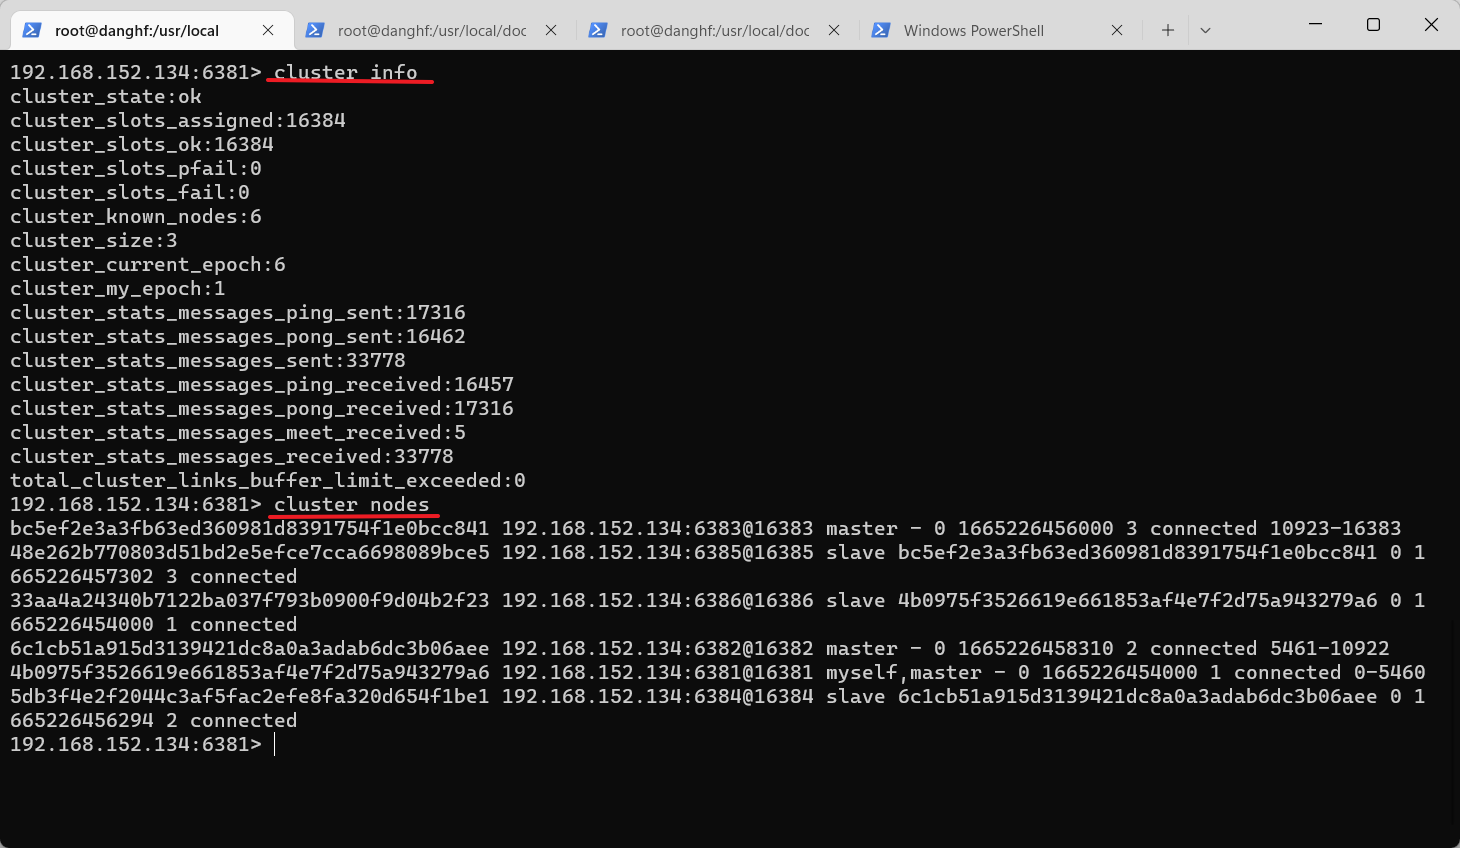 root@danghf:/usr/local
root@danghf:/usr/local/doc
root@danghf:/usr/local/doc
Windows PowerShell
192.168.152.134:6381> cluster info
cluster_state:ok
cluster_slots_assigned:16384
cluster_slots_ok:16384
cluster_slots_pfail:0
cluster_slots_fail:0
cluster_known_nodes:6
cluster_size:3
cluster_current_epoch:6
cluster_my_epoch:1
cluster_stats_messages_ping_sent:17316
cluster_stats_messages_pong_sent:16462
cluster_stats_messages_sent:33778
cluster_stats_messages_ping_received:16457
cluster_stats_messages_pong_received:17316
cluster_stats_messages_meet_received:5
cluster_stats_messages_received:33778
total_cluster_links_buffer_limit_exceeded:0
192.168.152.134:6381> cluster nodes
bc5ef2e3a3fb63ed360981d8391754f1e0bcc841 192.168.152.134:6383@16383 master - 0 1665226456000 3 connected 10923-16383
48e262b770803d51bd2e5efce7cca6698089bce5 192.168.152.134:6385@16385 slave bc5ef2e3a3fb63ed360981d8391754f1e0bcc841 0 1
665226457302 3 connected
33aa4a24340b7122ba037f793b0900f9d04b2f23 192.168.152.134:6386@16386 slave 4b0975f3526619e661853af4e7f2d75a943279a6 0 1
665226454000 1 connected
6c1cb51a915d3139421dc8a0a3adab6dc3b06aee 192.168.152.134:6382@16382 master - 0 1665226458310 2 connected 5461-10922
4b0975f3526619e661853af4e7f2d75a943279a6 192.168.152.134:6381@16381 myself,master - 0 1665226454000 1 connected 0-5460
5db3f4e2f2044c3af5fac2efe8fa320d654f1be1 192.168.152.134:6384@16384 slave 6c1cb51a915d3139421dc8a0a3adab6dc3b06aee 0 1
665226456294 2 connected
192.168.152.134:6381>